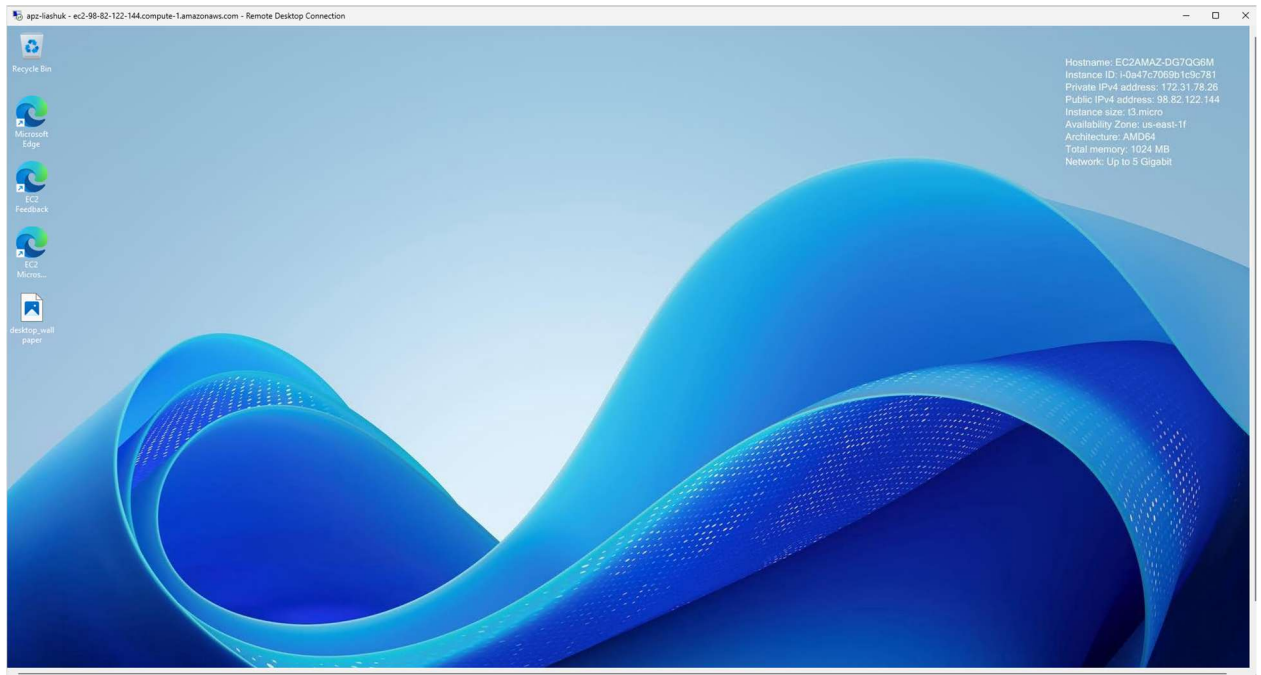 apz-liashuk - ec2-98-82-122-144.compute-1.amazonaws.com - Remote Desktop Connection
Recycle Bin
Microsoft
Edge
EC2
Feedback
EC2
Micros...
desktop_wall
paper
Hostname: EC2AMAZ-DG7QG6M
Instance ID: i-0a47c7069b1c9c781
Private IPv4 address: 172.31.78.26
Public IPv4 address: 98.82.122.144
Instance size: t3.micro
Availability Zone: us-east-1f
Architecture: AMD64
Total memory: 1024 MB
Network: Up to 5 Gigabit